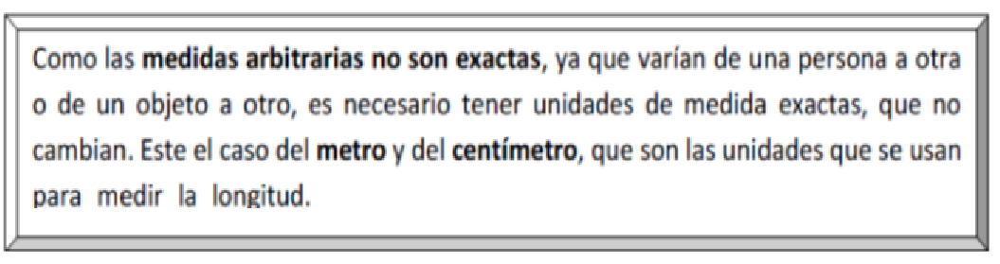 Como las medidas arbitrarias no son exactas, ya que varían de una persona a otra
o de un objeto a otro, es necesario tener unidades de medida exactas, que no
cambian. Este el caso del metro y del centímetro, que son las unidades que se usan
para medir la longitud.